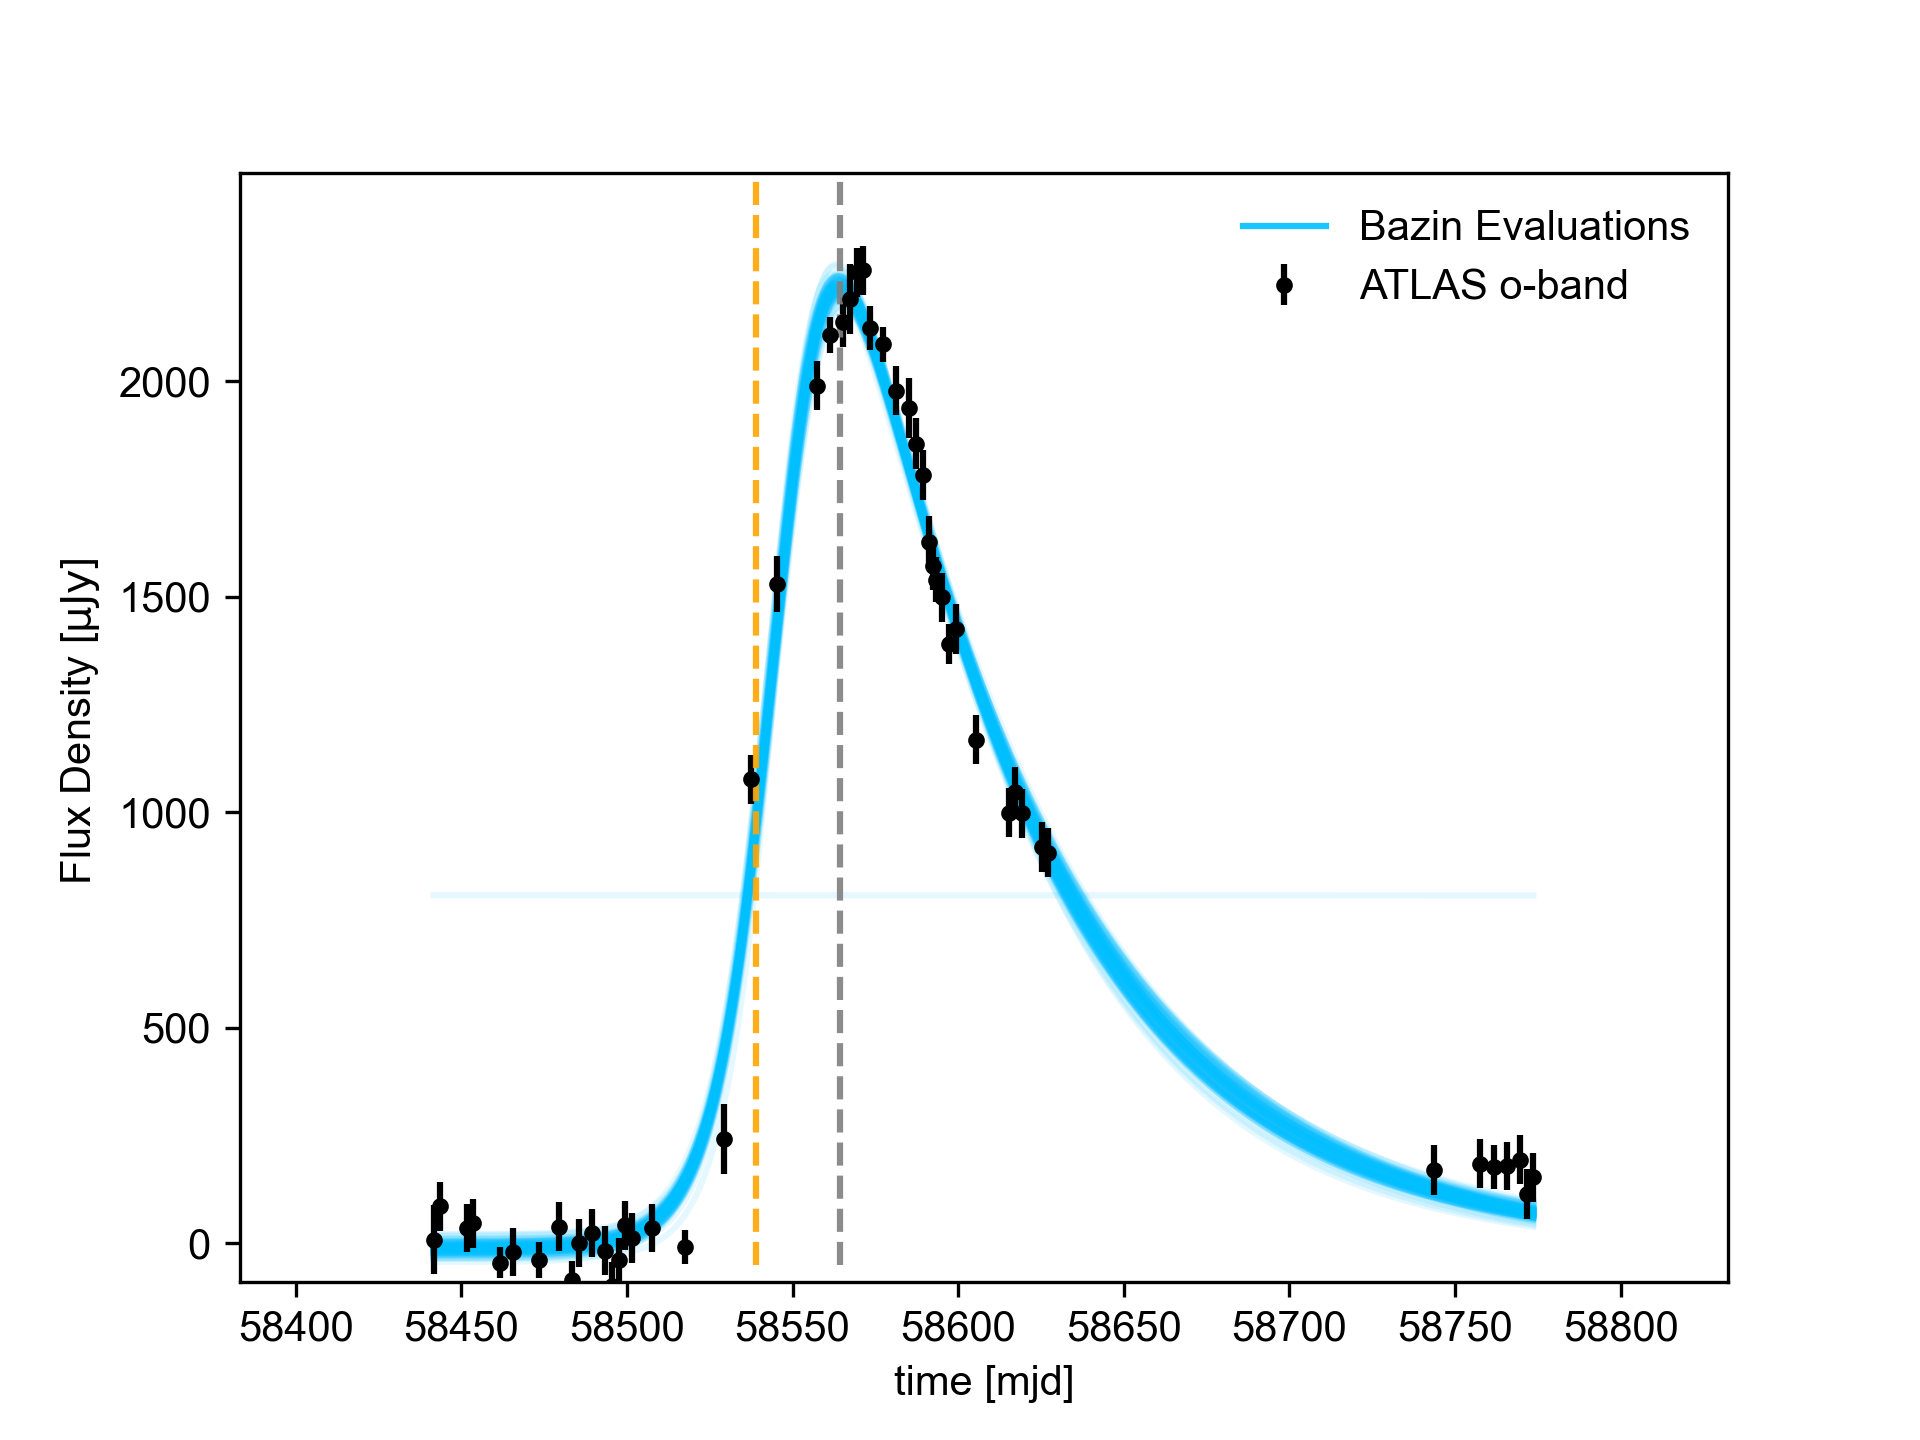 Bazin Evaluations
ATLAS o-band
Flux Density [µJy]
2000
1500
1000
500
0
58400 58450 58500 58550 58600 58650 58700 58750 58800
time [mjd]